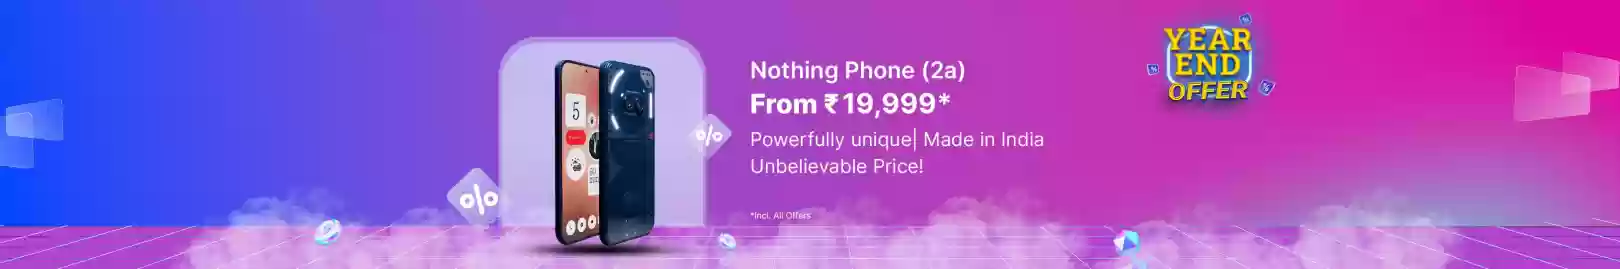 Nothing Phone (2a)
From ₹19,999*
Powerfully unique| Made in India
Unbelievable Price!
*Incl. All Offers
YEAR
END
OFFER
%
%
5